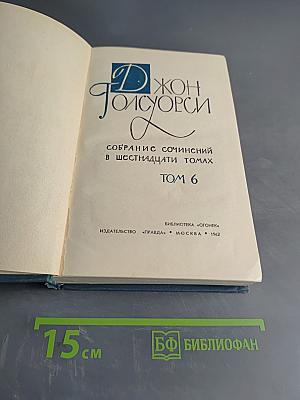 ДЖОН
ГОЛСУОРСИ
СОБРАНИЕ СОЧИНЕНИЙ
В ШЕСТНАДЦАТИ ТОМАХ
ТОМ 6
БИБЛИОТЕКА «ОГОНЕК»
ИЗДАТЕЛЬСТВО «ПРАВДА» • МОСКВА • 1962
15 см
БФ БИБЛИОФАН